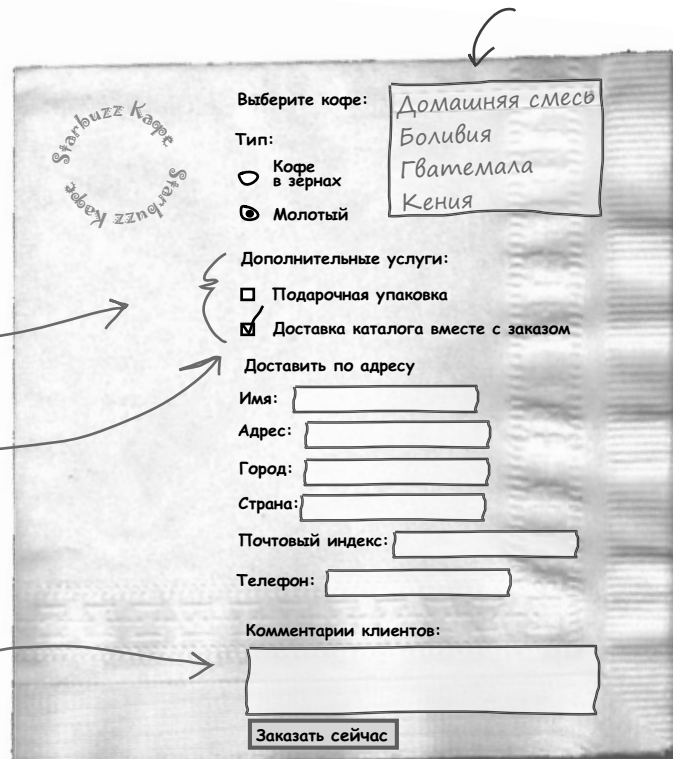 Starbuzz Кафе
Starbuzz Кафе
Выберите кофе:
Домашняя смесь
Боливия
Гватемала
Кения
Тип:
Кофе
в зернах
Молотый
Дополнительные услуги:
Подарочная упаковка
Доставка каталога вместе с заказом
Доставить по адресу
Имя:
Адрес:
Город:
Страна:
Почтовый индекс:
Телефон:
Комментарии клиентов:
Заказать сейчас